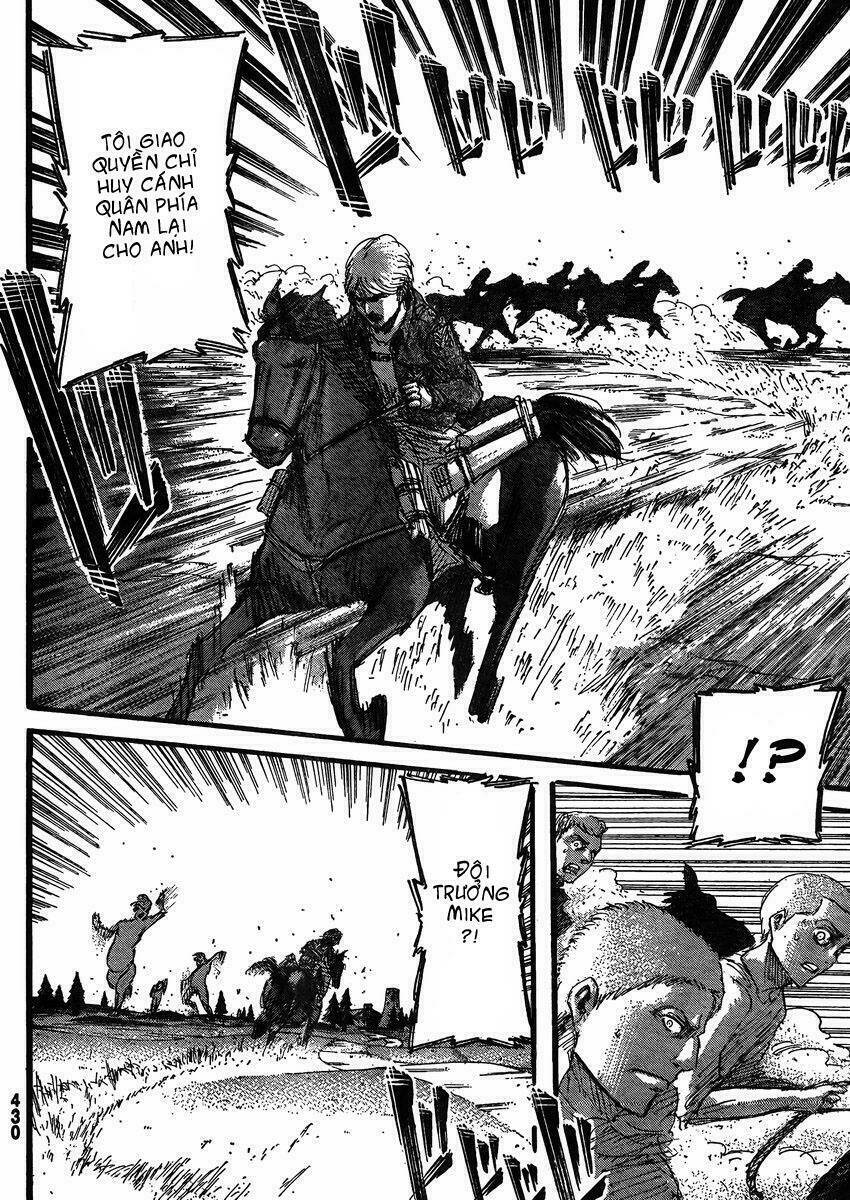 TÔI GIAO
QUYỀN CHỈ
HUY CÁNH
QUÂN PHÍA
NAM LẠI
CHO ANH!
!?
ĐỘI
TRƯỞNG
MIKE
?!
430